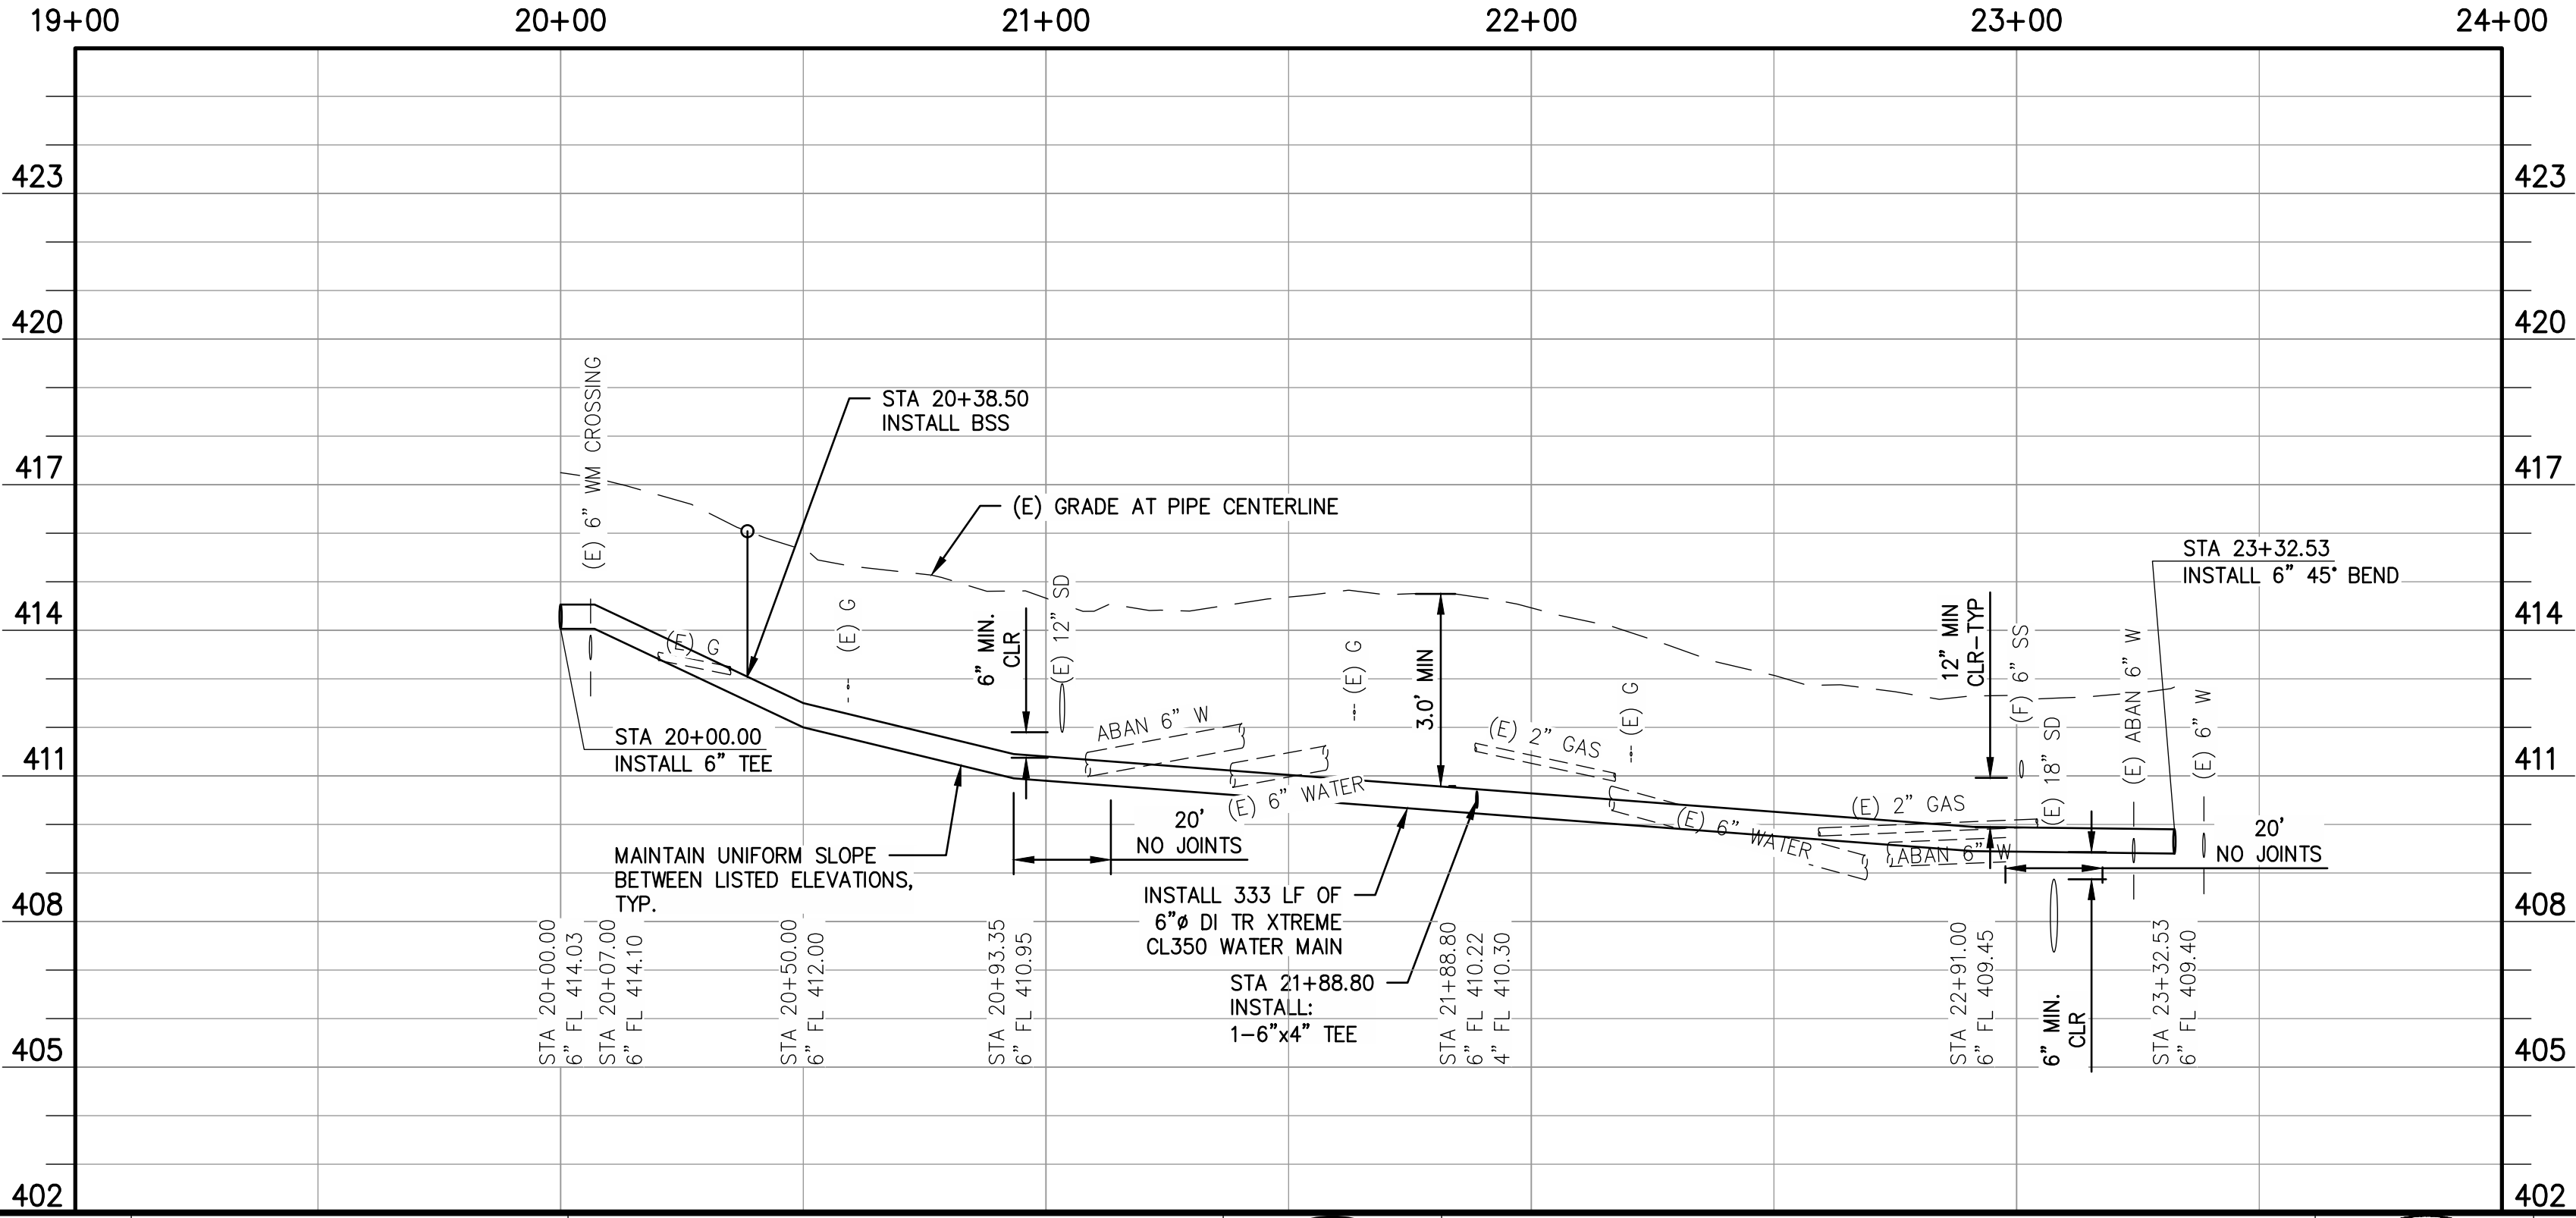 19+00
20+00
21+00
22+00
23+00
24+00
423
423
420
420
417
417
414
414
411
411
408
408
405
405
402
402
(E) 6" WM CROSSING
STA 20+38.50
INSTALL BSS
(E) GRADE AT PIPE CENTERLINE
(E) G
(E) G
6" MIN.
CLR
(E) 12" SD
ABAN 6" W
(E) 6" WATER
(E) G
3.0' MIN
(E) 2" GAS
(E) G
(E) 6" WATER
12" MIN
CLR-TYP
(F) 6" SS
(E) 2" GAS
ABAN 6" W
(E) 18" SD
(E) ABAN 6" W
(E) 6" W
STA 23+32.53
INSTALL 6" 45° BEND
STA 20+00.00
INSTALL 6" TEE
MAINTAIN UNIFORM SLOPE
BETWEEN LISTED ELEVATIONS,
TYP.
20'
NO JOINTS
20'
NO JOINTS
INSTALL 333 LF OF
6"ø DI TR XTREME
CL350 WATER MAIN
STA 21+88.80
INSTALL:
1-6"x4" TEE
6" MIN.
CLR
STA 20+00.00
6" FL 414.03
STA 20+07.00
6" FL 414.10
STA 20+50.00
6" FL 412.00
STA 20+93.35
6" FL 410.95
STA 21+88.80
6" FL 410.22
4" FL 410.30
STA 22+91.00
6" FL 409.45
STA 23+32.53
6" FL 409.40